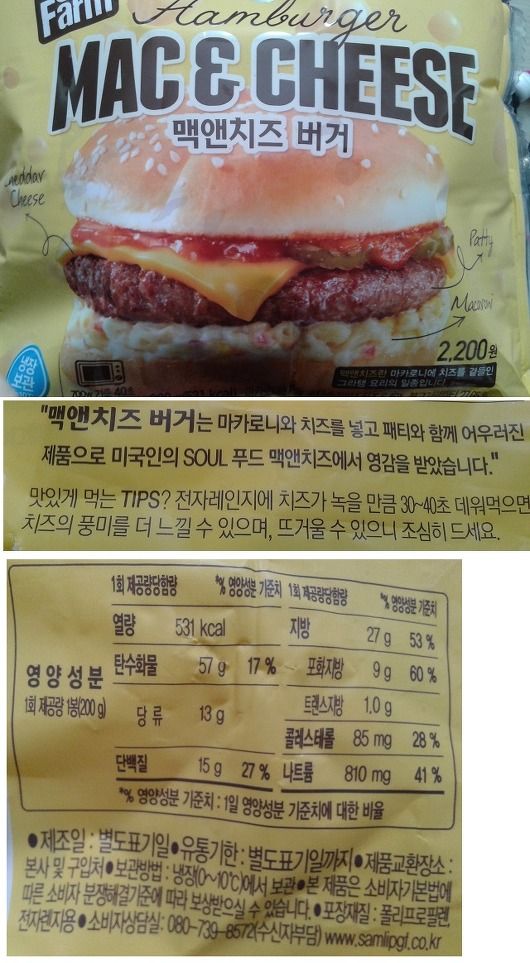 Farm
Hamburger
MAC & CHEESE
맥앤치즈 버거
Cheddar
Cheese
Patty
Macaroni
2,200원
냉장
보관
맥앤치즈란 마카로니에 치즈를 곁들인
그라탱 요리의 일종입니다.
"맥앤치즈 버거는 마카로니와 치즈를 넣고 패티와 함께 어우러진
제품으로 미국인의 SOUL 푸드 맥앤치즈에서 영감을 받았습니다."
맛있게 먹는 TIPS? 전자레인지에 치즈가 녹을 만큼 30~40초 데워먹으면
치즈의 풍미를 더 느낄 수 있으며, 뜨거울 수 있으니 조심히 드세요.
영양성분
1회 제공량 1봉(200 g)
1회 제공량당 함량 *% 영양성분 기준치
열량 531 kcal
탄수화물 57 g 17 %
당류 13 g
단백질 15 g 27 %
1회 제공량당 함량 *% 영양성분 기준치
지방 27 g 53 %
포화지방 9 g 60 %
트랜스지방 1.0 g
콜레스테롤 85 mg 28 %
나트륨 810 mg 41 %
*% 영양성분 기준치 : 1일 영양성분 기준치에 대한 비율
●제조일 : 별도표기일 ●유통기한 : 별도표기일까지 ●제품교환장소 :
본사 및 구입처 ●보관방법 : 냉장(0~10℃)에서 보관 ●본 제품은 소비자기본법에
따른 소비자 분쟁해결기준에 따라 보상받으실 수 있습니다. ●포장재질 : 폴리프로필렌
전자렌지용 ●소비자상담실: 080-739-8572(수신자부담) www.samlipgf.co.kr